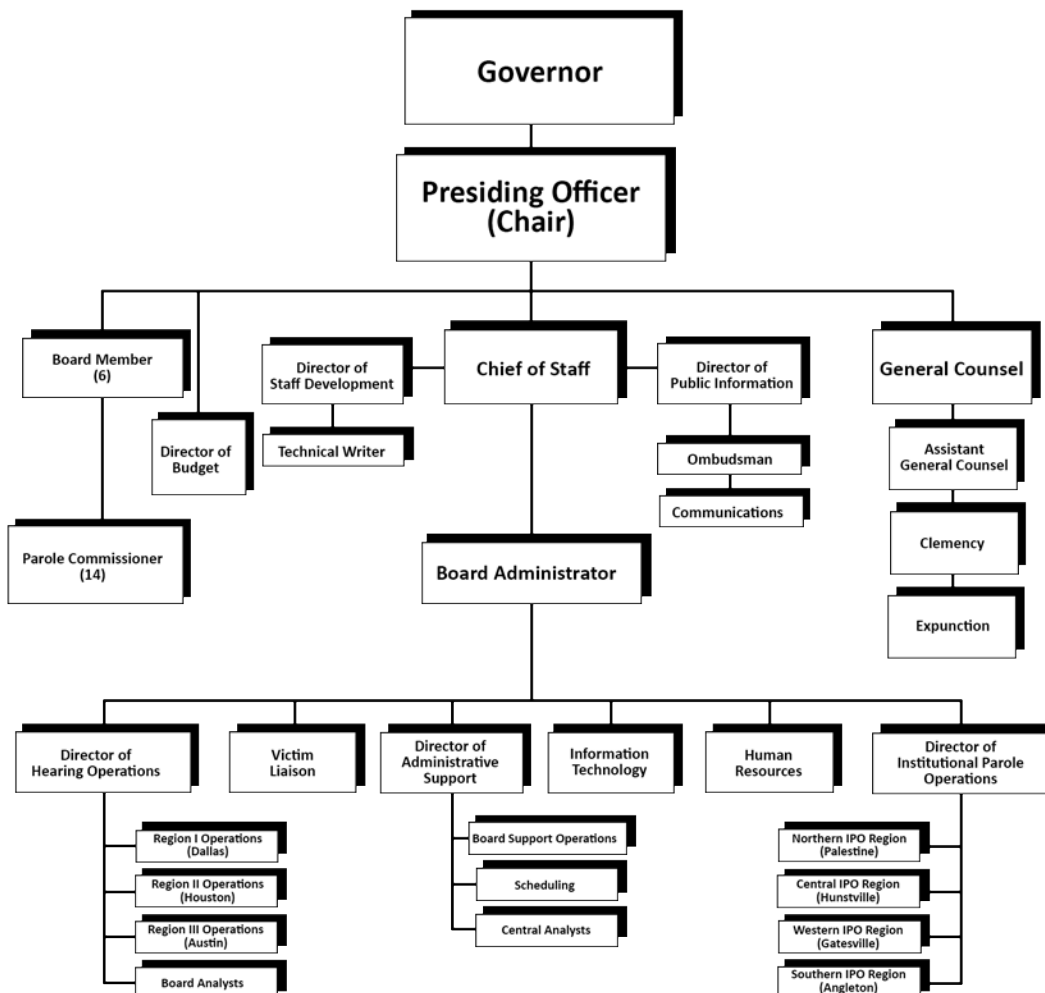 Governor
Presiding Officer
(Chair)
Board Member
(6)
Director of
Budget
Director of
Staff Development
Technical Writer
Chief of Staff
Director of
Public Information
Ombudsman
Communications
General Counsel
Assistant
General Counsel
Clemency
Expunction
Parole Commissioner
(14)
Board Administrator
Director of
Hearing Operations
Victim
Liaison
Director of
Administrative
Support
Information
Technology
Human
Resources
Director of
Institutional Parole
Operations
Region I Operations
(Dallas)
Region II Operations
(Houston)
Region III Operations
(Austin)
Board Analysts
Board Support Operations
Scheduling
Central Analysts
Northern IPO Region
(Palestine)
Central IPO Region
(Hunstville)
Western IPO Region
(Gatesville)
Southern IPO Region
(Angleton)